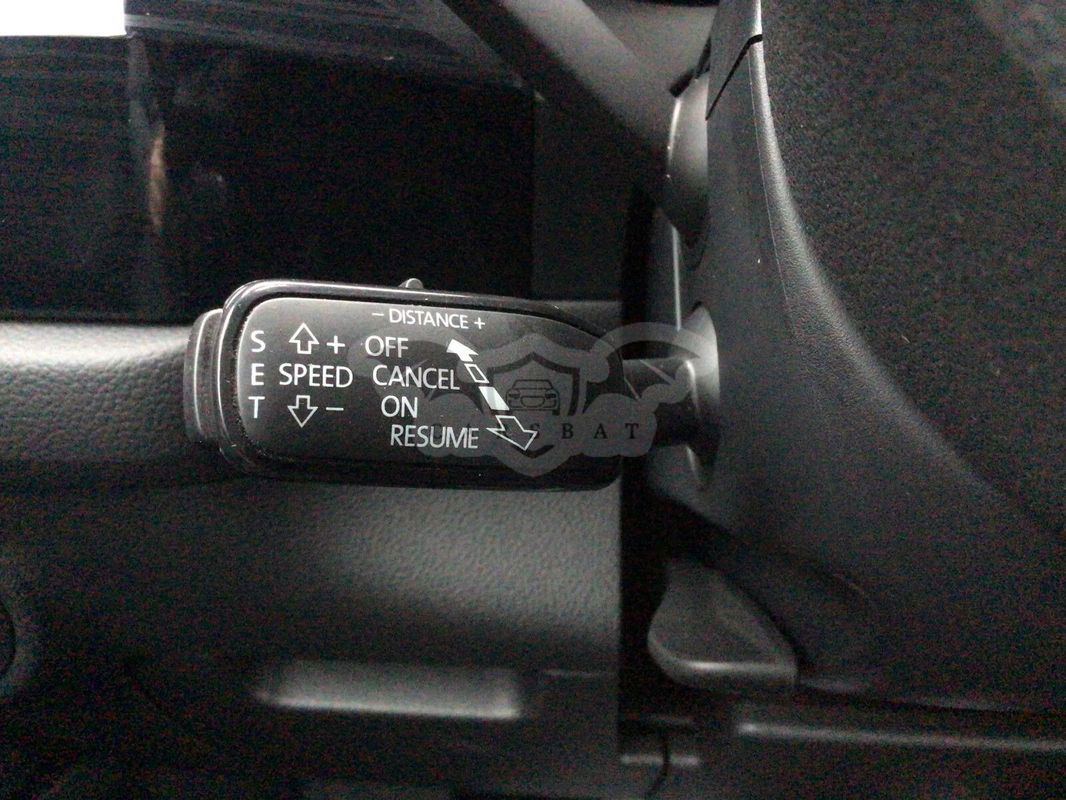 - DISTANCE +
S + OFF
E SPEED CANCEL
T - ON
RESUME